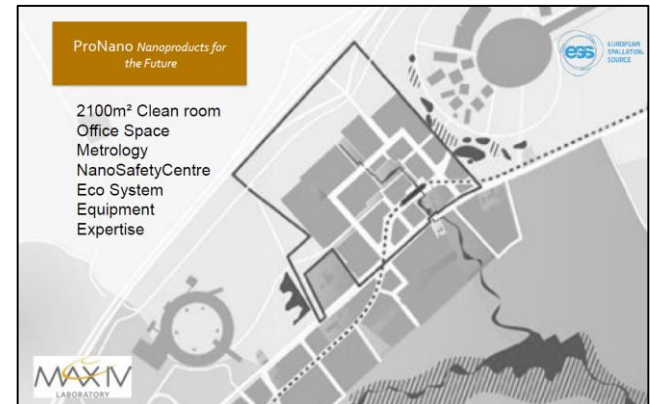 ProNano Nanoproducts for
the Future
ess
EUROPEAN
SPALLATION
SOURCE
2100m² Clean room
Office Space
Metrology
NanoSafetyCentre
Eco System
Equipment
Expertise
MAX IV
LABORATORY